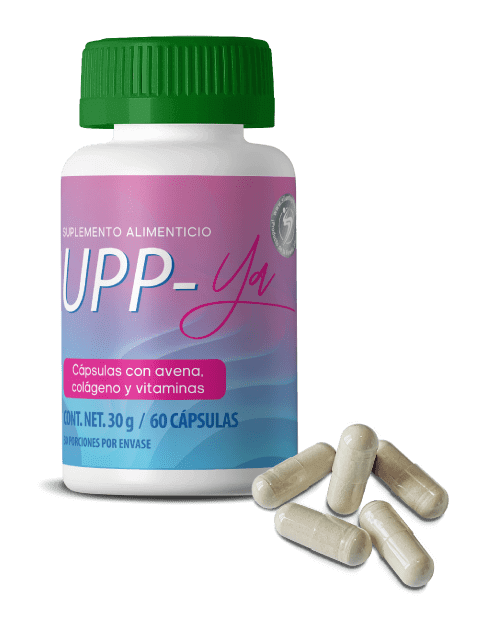 SUPLEMENTO ALIMENTICIO
UPP-Ya
Cápsulas con avena,
colágeno y vitaminas
CONT. NET. 30 g / 60 CÁPSULAS
PORCIONES POR ENVASE